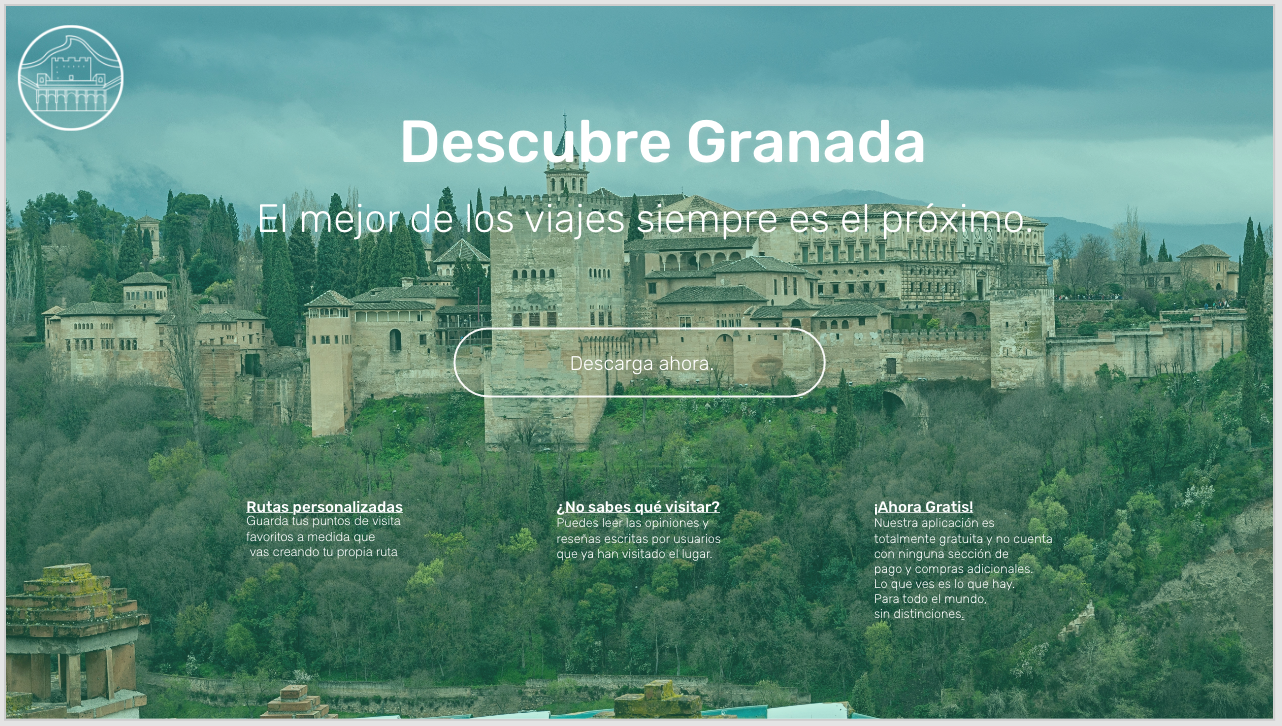 Descubre Granada
El mejor de los viajes siempre es el próximo.
Descarga ahora.
Rutas personalizadas
Guarda tus puntos de visita
favoritos a medida que
vas creando tu propia ruta
¿No sabes qué visitar?
Puedes leer las opiniones y
reseñas escritas por usuarios
que ya han visitado el lugar.
¡Ahora Gratis!
Nuestra aplicación es
totalmente gratuita y no cuenta
con ninguna sección de
pago y compras adicionales.
Lo que ves es lo que hay.
Para todo el mundo,
sin distinciones.